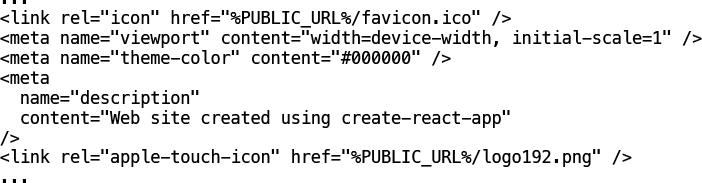 ...
<link rel="icon" href="%PUBLIC_URL%/favicon.ico" />
<meta name="viewport" content="width=device-width, initial-scale=1" />
<meta name="theme-color" content="#000000" />
<meta
  name="description"
  content="Web site created using create-react-app"
/>
<link rel="apple-touch-icon" href="%PUBLIC_URL%/logo192.png" />
...